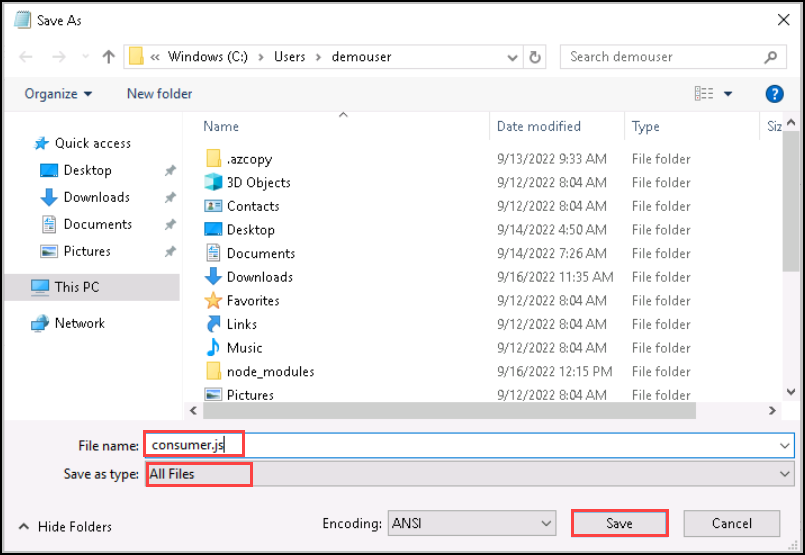 Save As
« Windows (C:) > Users > demouser
Search demouser
Organize
New folder
?
Name
Date modified
Type
Siz
Quick access
Desktop
Downloads
Documents
Pictures
This PC
Network
.azcopy 9/13/2022 9:33 AM File folder
3D Objects 9/12/2022 8:04 AM File folder
Contacts 9/12/2022 8:04 AM File folder
Desktop 9/14/2022 4:50 AM File folder
Documents 9/14/2022 7:26 AM File folder
Downloads 9/16/2022 11:35 AM File folder
Favorites 9/12/2022 8:04 AM File folder
Links 9/12/2022 8:04 AM File folder
Music 9/12/2022 8:04 AM File folder
node_modules 9/16/2022 12:15 PM File folder
Pictures 9/12/2022 8:04 AM File folder
File name: consumer.js
Save as type: All Files
Hide Folders
Encoding: ANSI
Save
Cancel